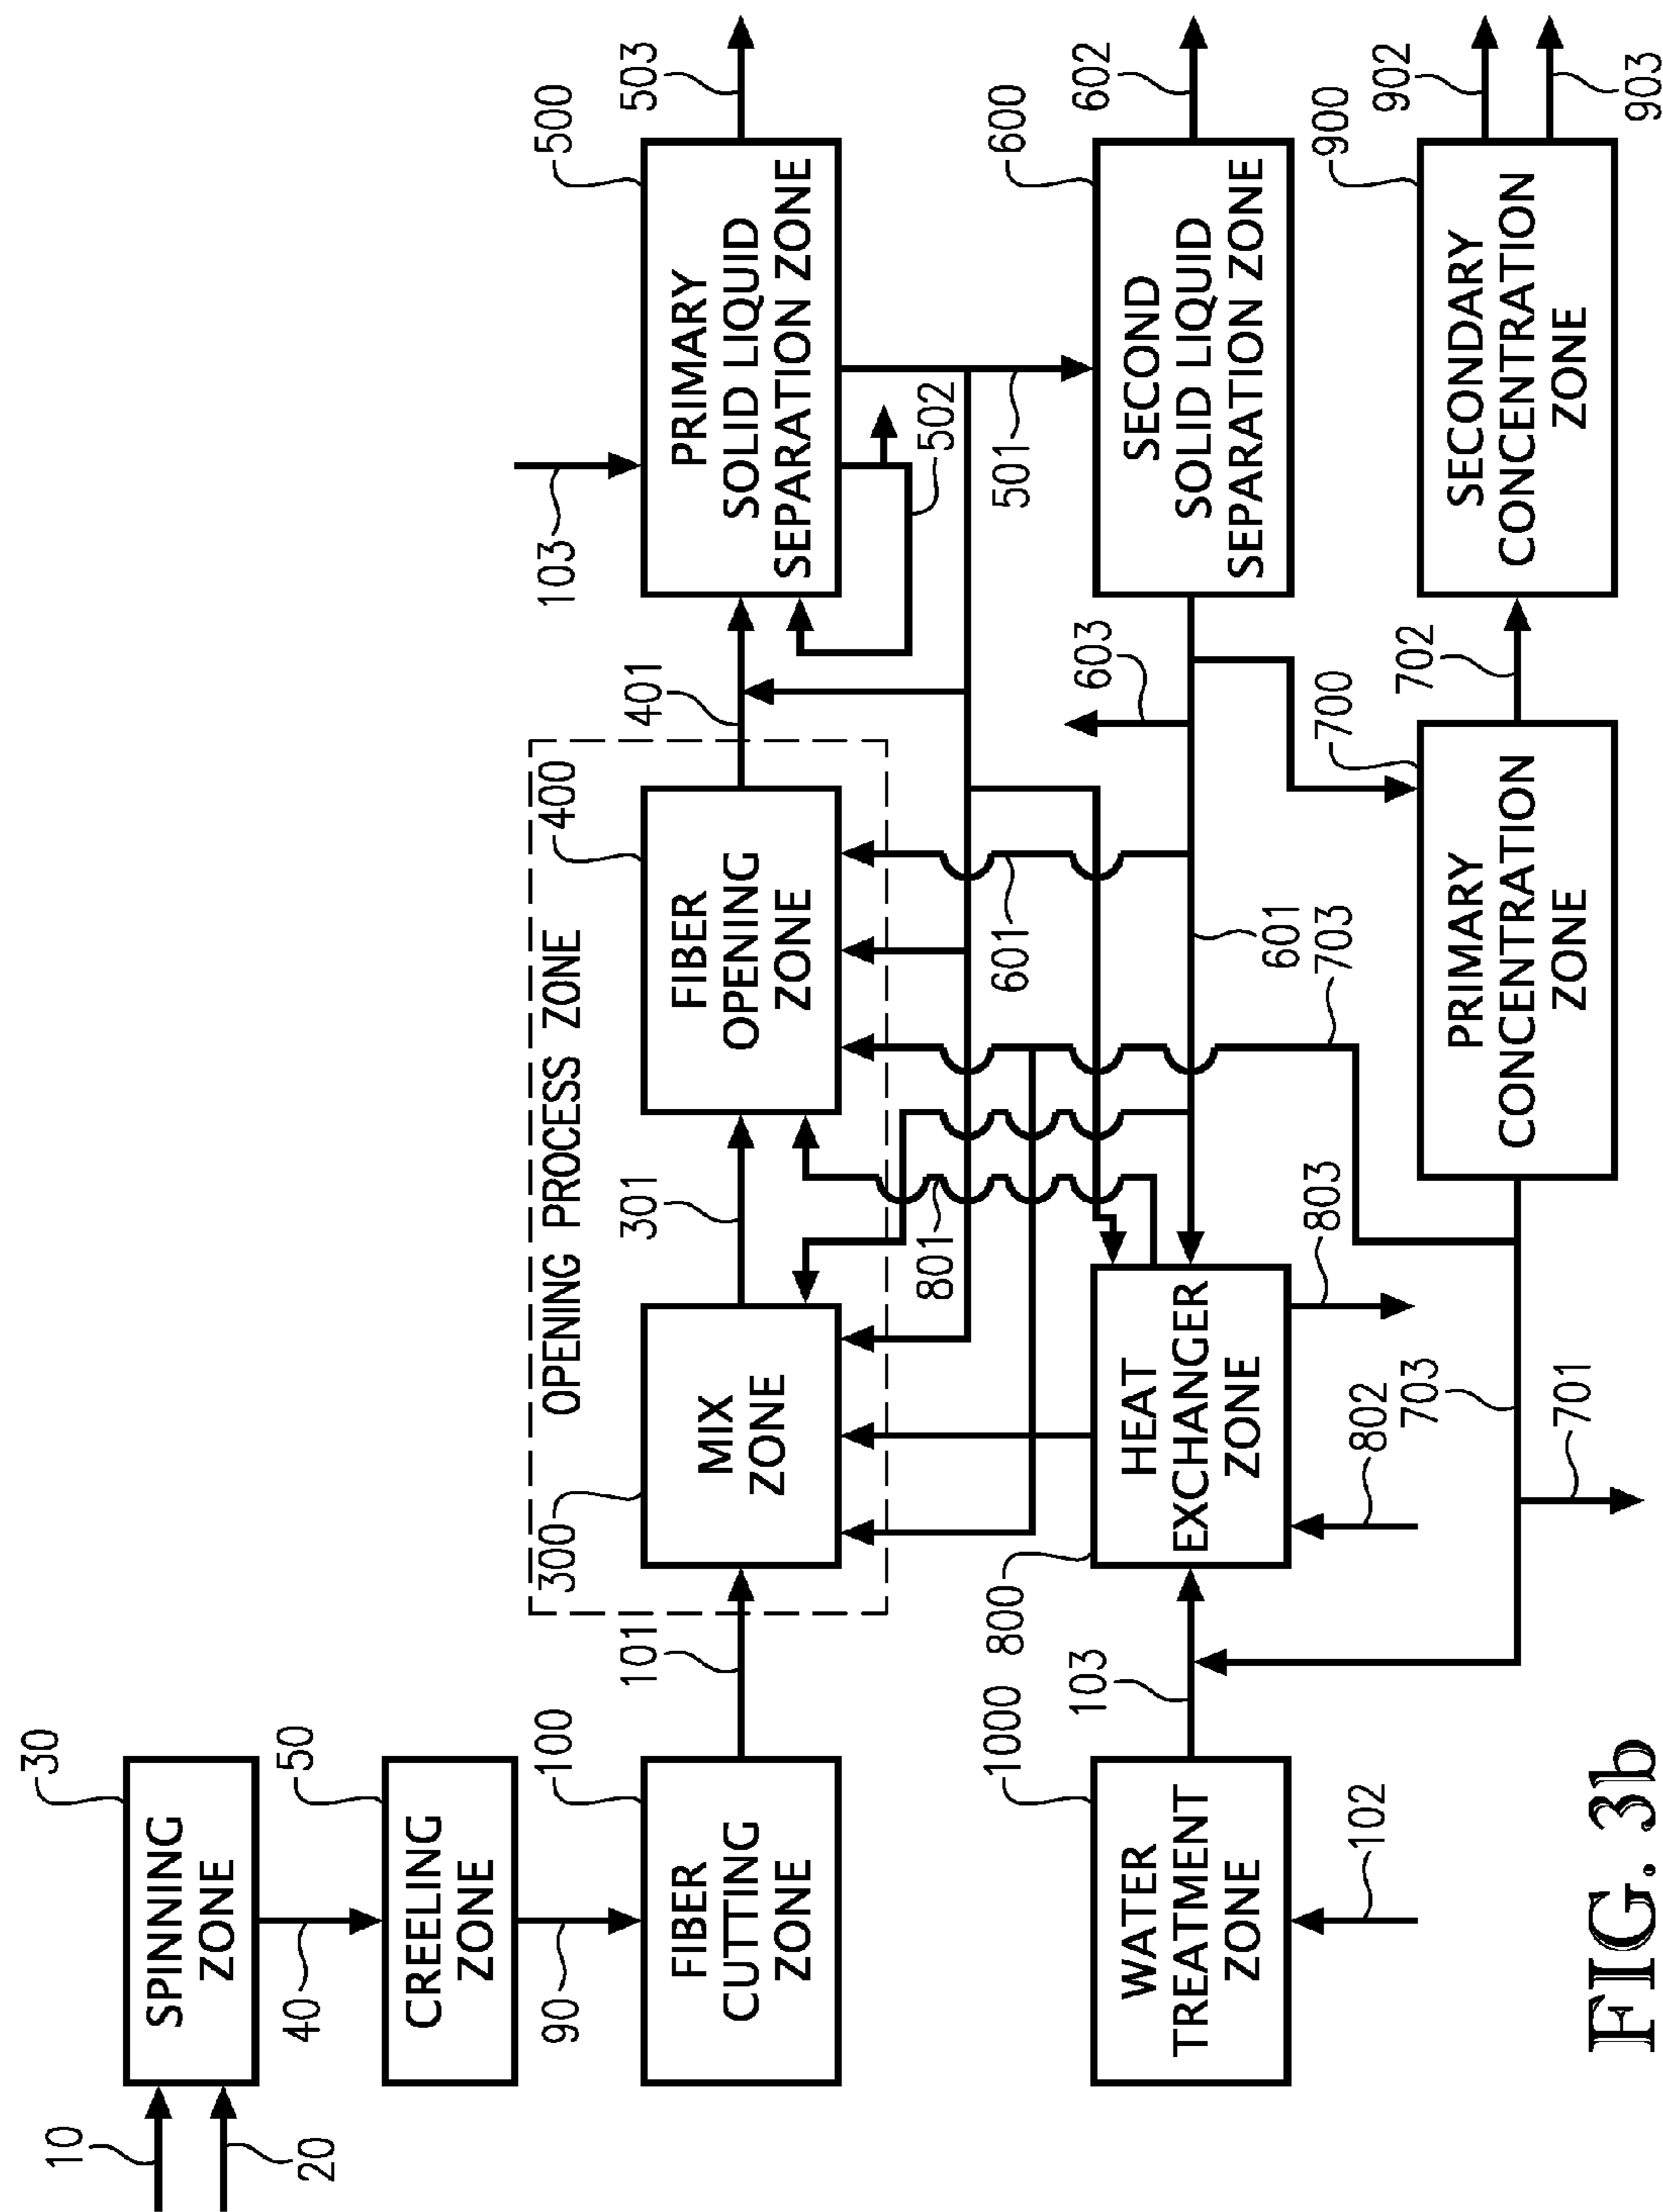 10
20
30
SPINNING
ZONE
40
50
CREELING
ZONE
90
100
FIBER
CUTTING
ZONE
101
OPENING PROCESS ZONE
300
MIX
ZONE
301
400
FIBER
OPENING
ZONE
401
103
500
PRIMARY
SOLID LIQUID
SEPARATION ZONE
503
502
501
801
601
603
1000
WATER
TREATMENT
ZONE
102
103
800
HEAT
EXCHANGER
ZONE
802
803
601
703
600
SECOND
SOLID LIQUID
SEPARATION ZONE
602
703
701
700
PRIMARY
CONCENTRATION
ZONE
702
900
SECONDARY
CONCENTRATION
ZONE
902
903
FIG. 3b